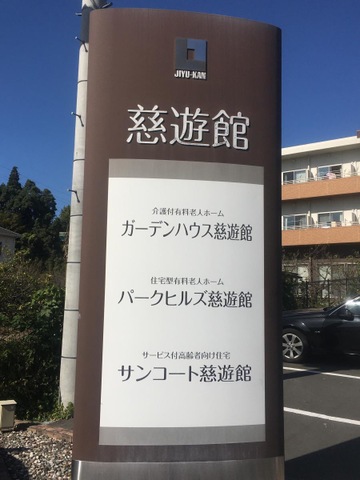 JIYU-KAN
慈遊館
介護付有料老人ホーム
ガーデンハウス慈遊館
住宅型有料老人ホーム
パークヒルズ慈遊館
サービス付高齢者向け住宅
サンコート慈遊館